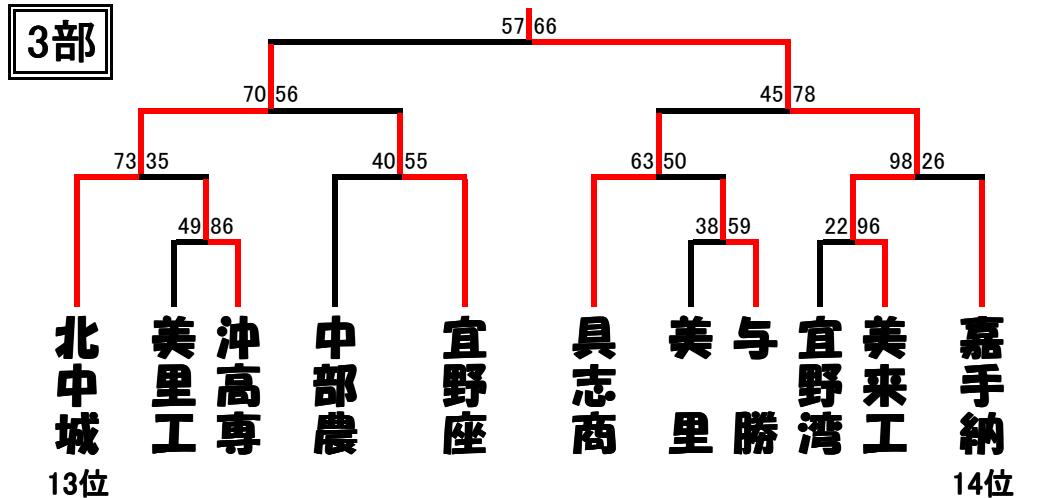 3部
57 66
70 56
45 78
73 35
40 55
63 50
98 26
49 86
38 59
22 96
北中城
美里工
沖高専
中部農
宜野座
具志商
美里
与勝
宜野湾
美来工
嘉手納
13位
14位